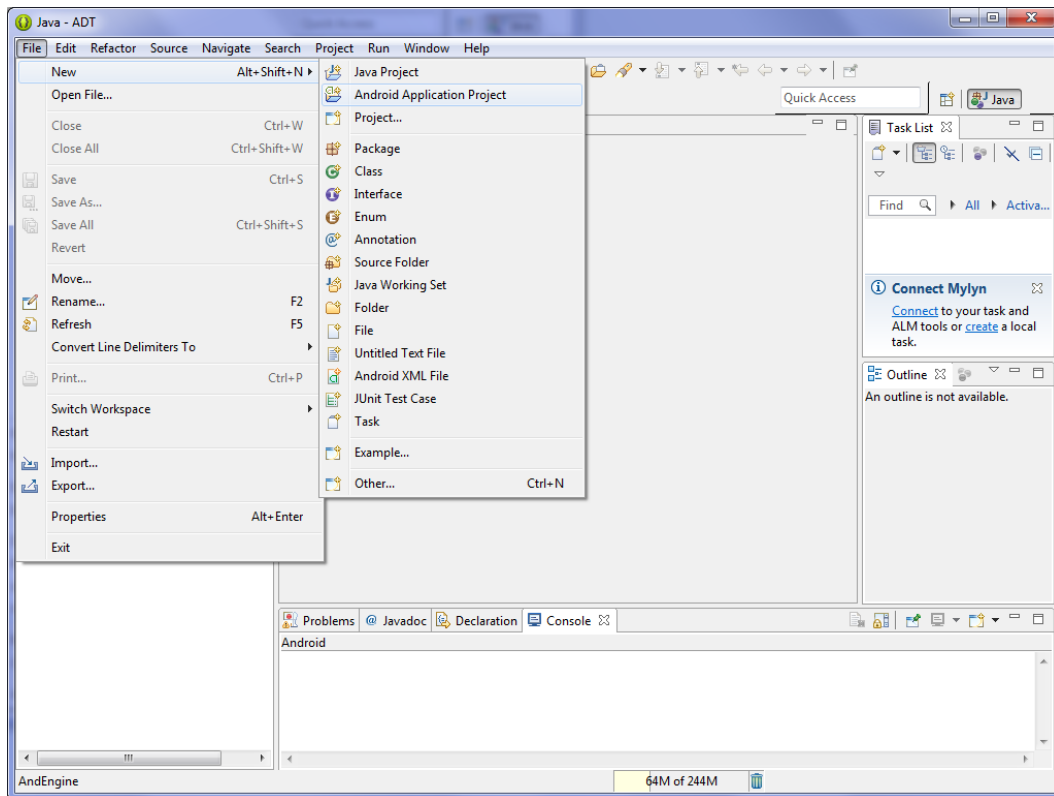 Java - ADT
File Edit Refactor Source Navigate Search Project Run Window Help
New Alt+Shift+N
Open File...
Close Ctrl+W
Close All Ctrl+Shift+W
Save Ctrl+S
Save As...
Save All Ctrl+Shift+S
Revert
Move...
Rename... F2
Refresh F5
Convert Line Delimiters To
Print... Ctrl+P
Switch Workspace
Restart
Import...
Export...
Properties Alt+Enter
Exit
Java Project
Android Application Project
Project...
Package
Class
Interface
Enum
Annotation
Source Folder
Java Working Set
Folder
File
Untitled Text File
Android XML File
JUnit Test Case
Task
Example...
Other... Ctrl+N
Quick Access
Java
Task List
Find All Activa...
Connect Mylyn
Connect to your task and
ALM tools or create a local
task.
Outline
An outline is not available.
Problems @ Javadoc Declaration Console
Android
AndEngine
64M of 244M